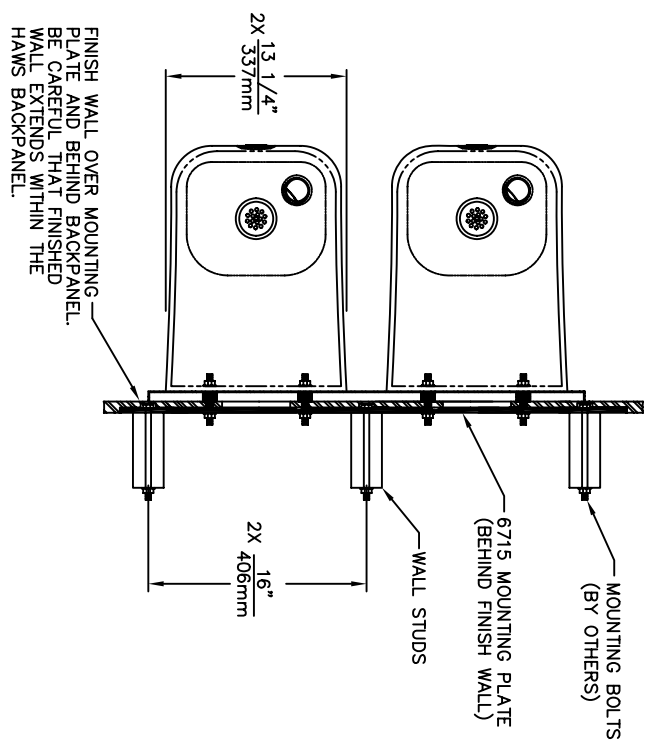 2X 13 1/4"
337mm
FINISH WALL OVER MOUNTING
PLATE AND BEHIND BACKPANEL.
BE CAREFUL THAT FINISHED
WALL EXTENDS WITHIN THE
HAWS BACKPANEL.
MOUNTING BOLTS
(BY OTHERS)
6715 MOUNTING PLATE
(BEHIND FINISH WALL)
WALL STUDS
2X 16"
406mm